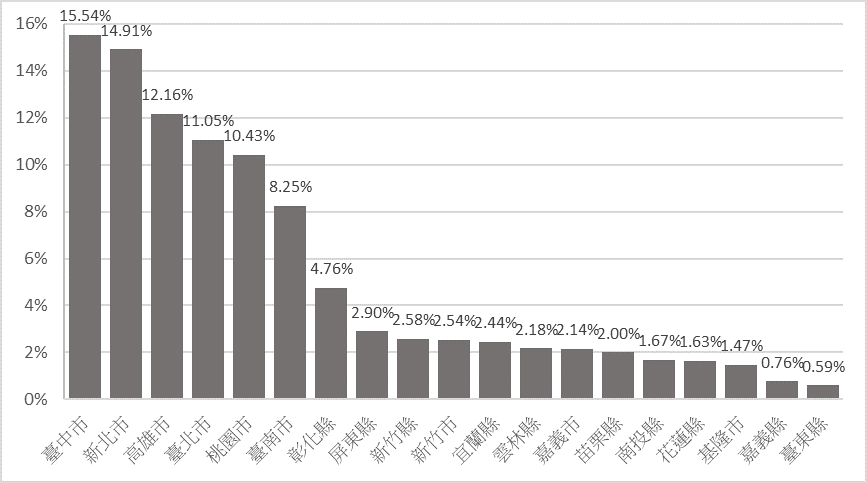 16%
14%
12%
10%
8%
6%
4%
2%
0%
15.54%
14.91%
12.16%
11.05%
10.43%
8.25%
4.76%
2.90%
2.58%
2.54%
2.44%
2.18%
2.14%
2.00%
1.67%
1.63%
1.47%
0.76%
0.59%
臺中市
新北市
高雄市
臺北市
桃園市
臺南市
彰化縣
屏東縣
新竹縣
新竹市
宜蘭縣
雲林縣
嘉義市
苗栗縣
南投縣
花蓮縣
基隆市
嘉義縣
臺東縣